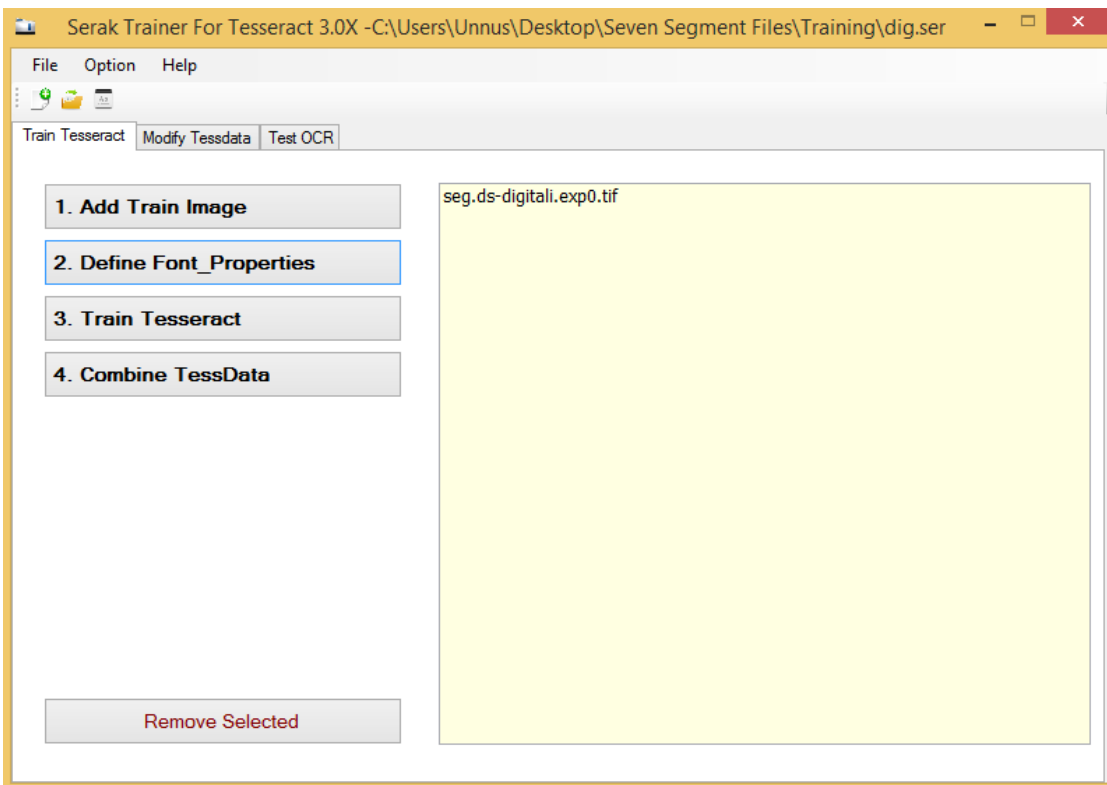 Serak Trainer For Tesseract 3.0X -C:\Users\Unnus\Desktop\Seven Segment Files\Training\dig.ser
File Option Help
Train Tesseract Modify Tessdata Test OCR
1. Add Train Image
seg.ds-digitali.exp0.tif
2. Define Font_Properties
3. Train Tesseract
4. Combine TessData
Remove Selected